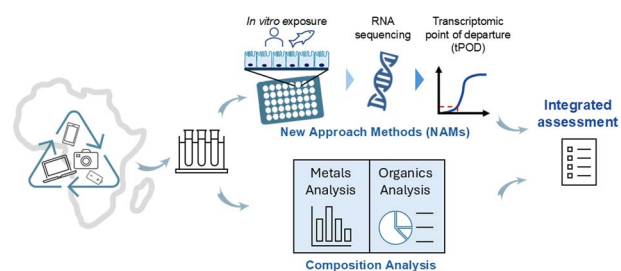 In vitro exposure
RNA
sequencing
Transcriptomic
point of departure
(tPOD)
New Approach Methods (NAMs)
Integrated
assessment
Metals
Analysis
Organics
Analysis
Composition Analysis